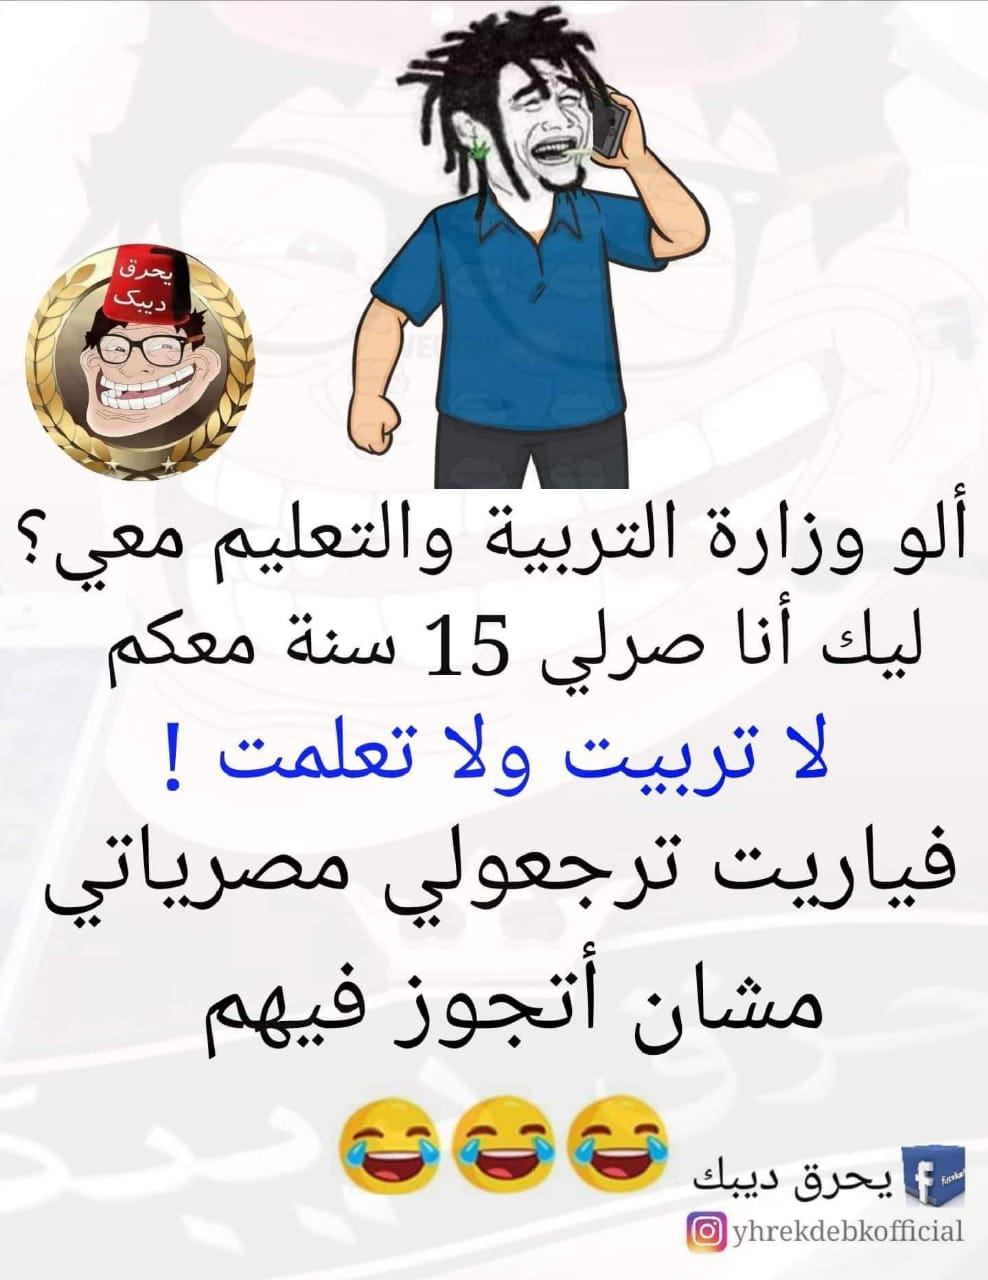 يحرق
ديبك
ألو وزارة التربية والتعليم معي؟
ليك أنا صرلي 15 سنة معكم
لا تربيت ولا تعلمت !
فياريت ترجعولي مصرياتي
مشان أتجوز فيهم
😂😂😂
يحرق ديبك
yhrekdebkofficial